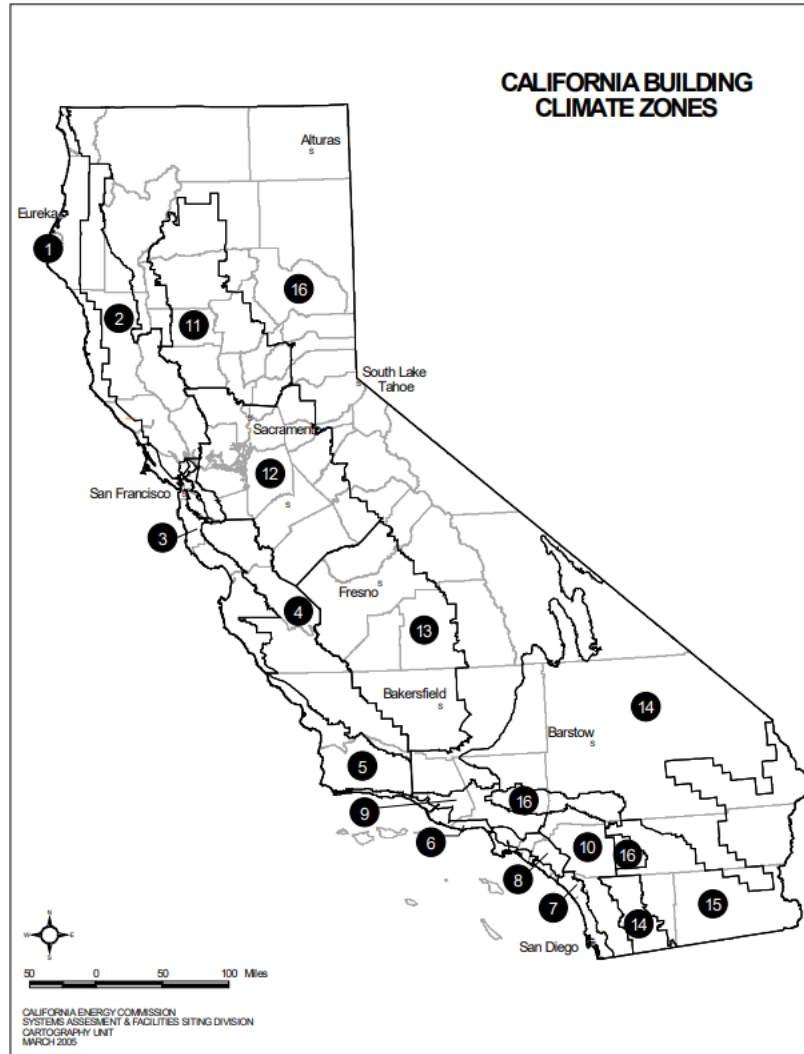 CALIFORNIA BUILDING
CLIMATE ZONES
Alturas
S
Eureka
1
16
2
11
South Lake
Tahoe
S
S
Sacramento
12
San Francisco
S
S
3
S
Fresno
4
13
Bakersfield
S
14
Barstow
S
5
16
9
6
10
16
8
7
15
14
San Diego
S
N
W
E
S
50 0 50 100 Miles
CALIFORNIA ENERGY COMMISSION
SYSTEMS ASSESMENT & FACILITIES SITING DIVISION
CARTOGRAPHY UNIT
MARCH 2005